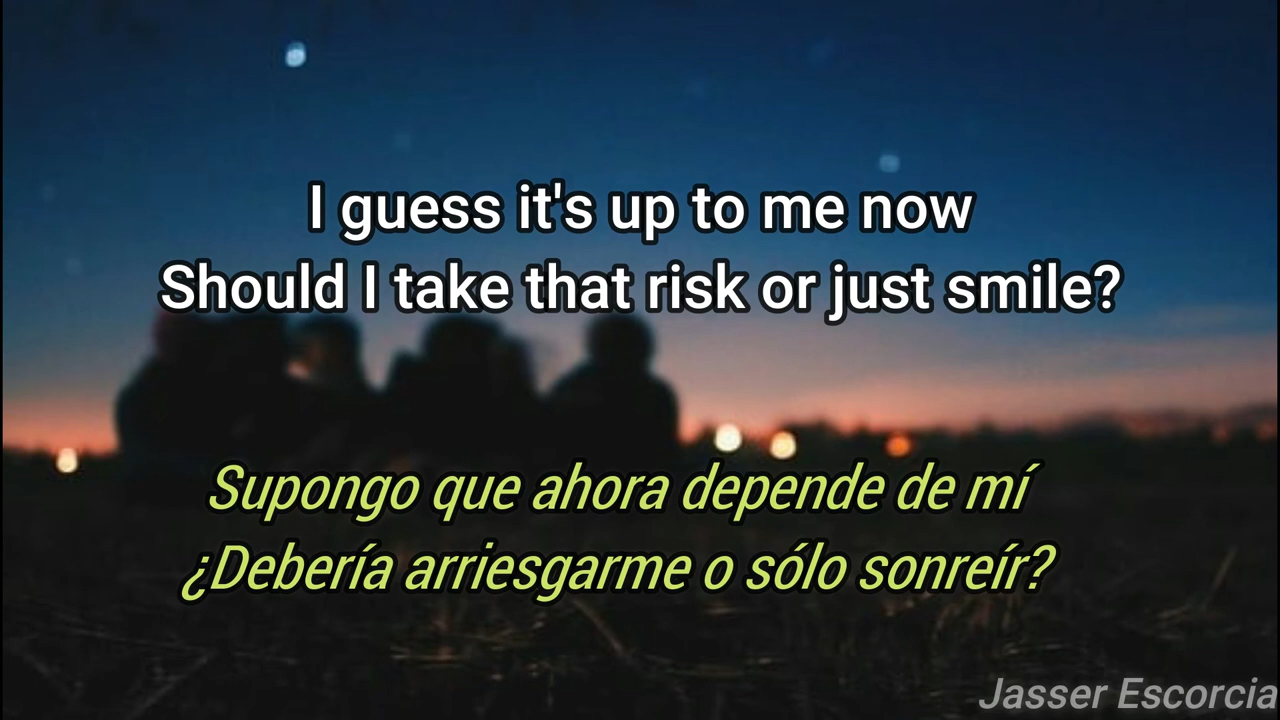 I guess it's up to me now
Should I take that risk or just smile?
Supongo que ahora depende de mí
¿Debería arriesgarme o sólo sonreír?
Jasser Escorcia